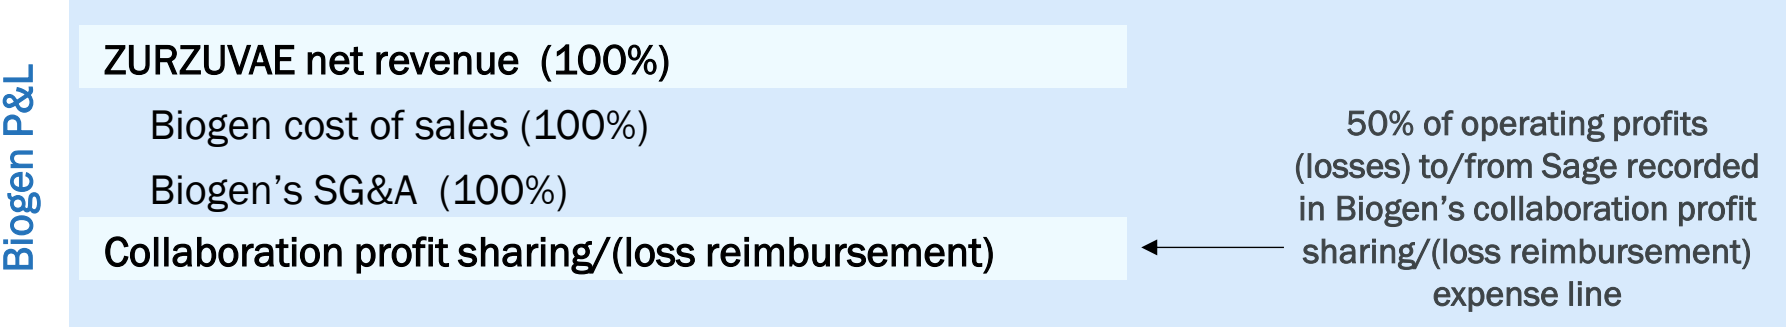 Biogen P&L
ZURZUVAE net revenue  (100%)
Biogen cost of sales (100%)
Biogen’s SG&A  (100%)
Collaboration profit sharing/(loss reimbursement)
50% of operating profits
(losses) to/from Sage recorded
in Biogen’s collaboration profit
sharing/(loss reimbursement)
expense line